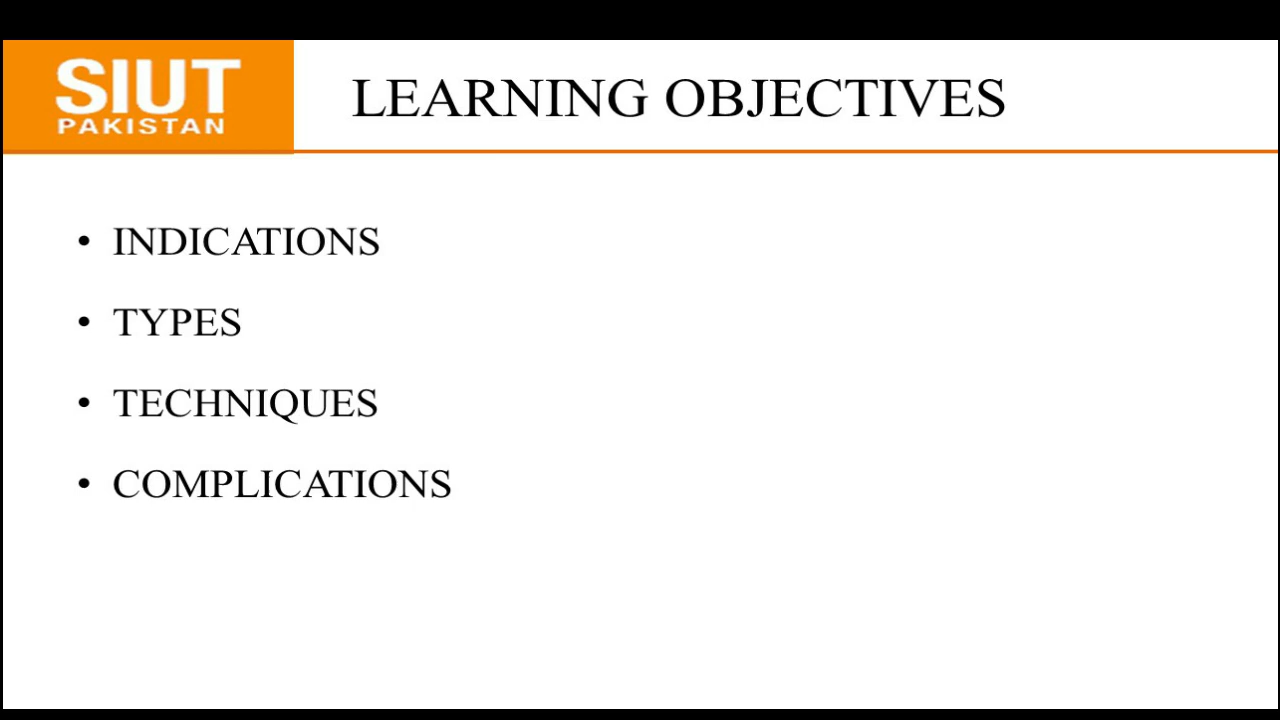 SIUT
PAKISTAN
LEARNING OBJECTIVES
• INDICATIONS
• TYPES
• TECHNIQUES
• COMPLICATIONS